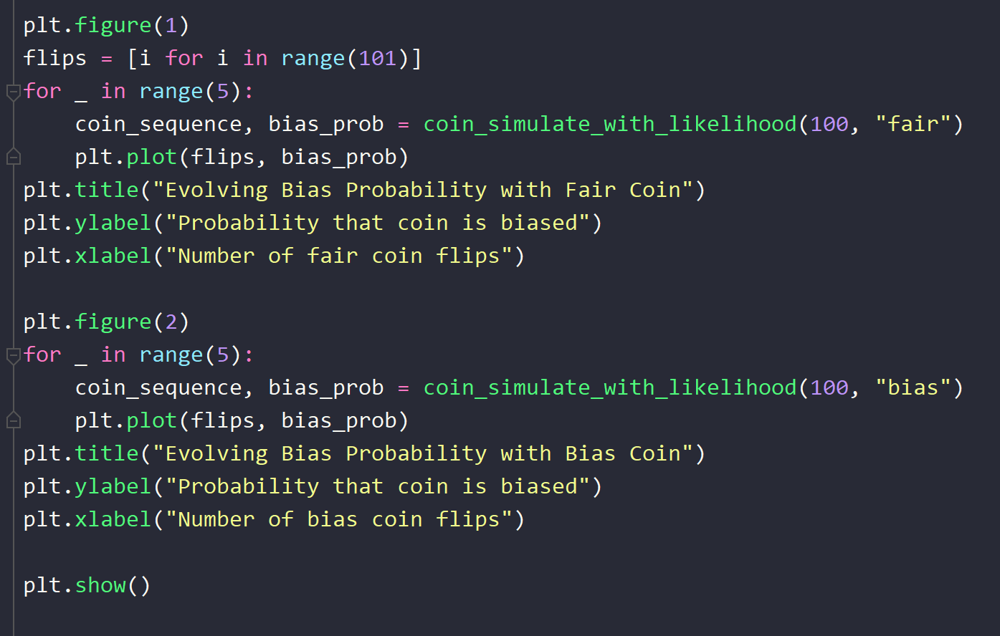 plt.figure(1)
flips = [i for i in range(101)]
for _ in range(5):
    coin_sequence, bias_prob = coin_simulate_with_likelihood(100, "fair")
    plt.plot(flips, bias_prob)
plt.title("Evolving Bias Probability with Fair Coin")
plt.ylabel("Probability that coin is biased")
plt.xlabel("Number of fair coin flips")

plt.figure(2)
for _ in range(5):
    coin_sequence, bias_prob = coin_simulate_with_likelihood(100, "bias")
    plt.plot(flips, bias_prob)
plt.title("Evolving Bias Probability with Bias Coin")
plt.ylabel("Probability that coin is biased")
plt.xlabel("Number of bias coin flips")

plt.show()